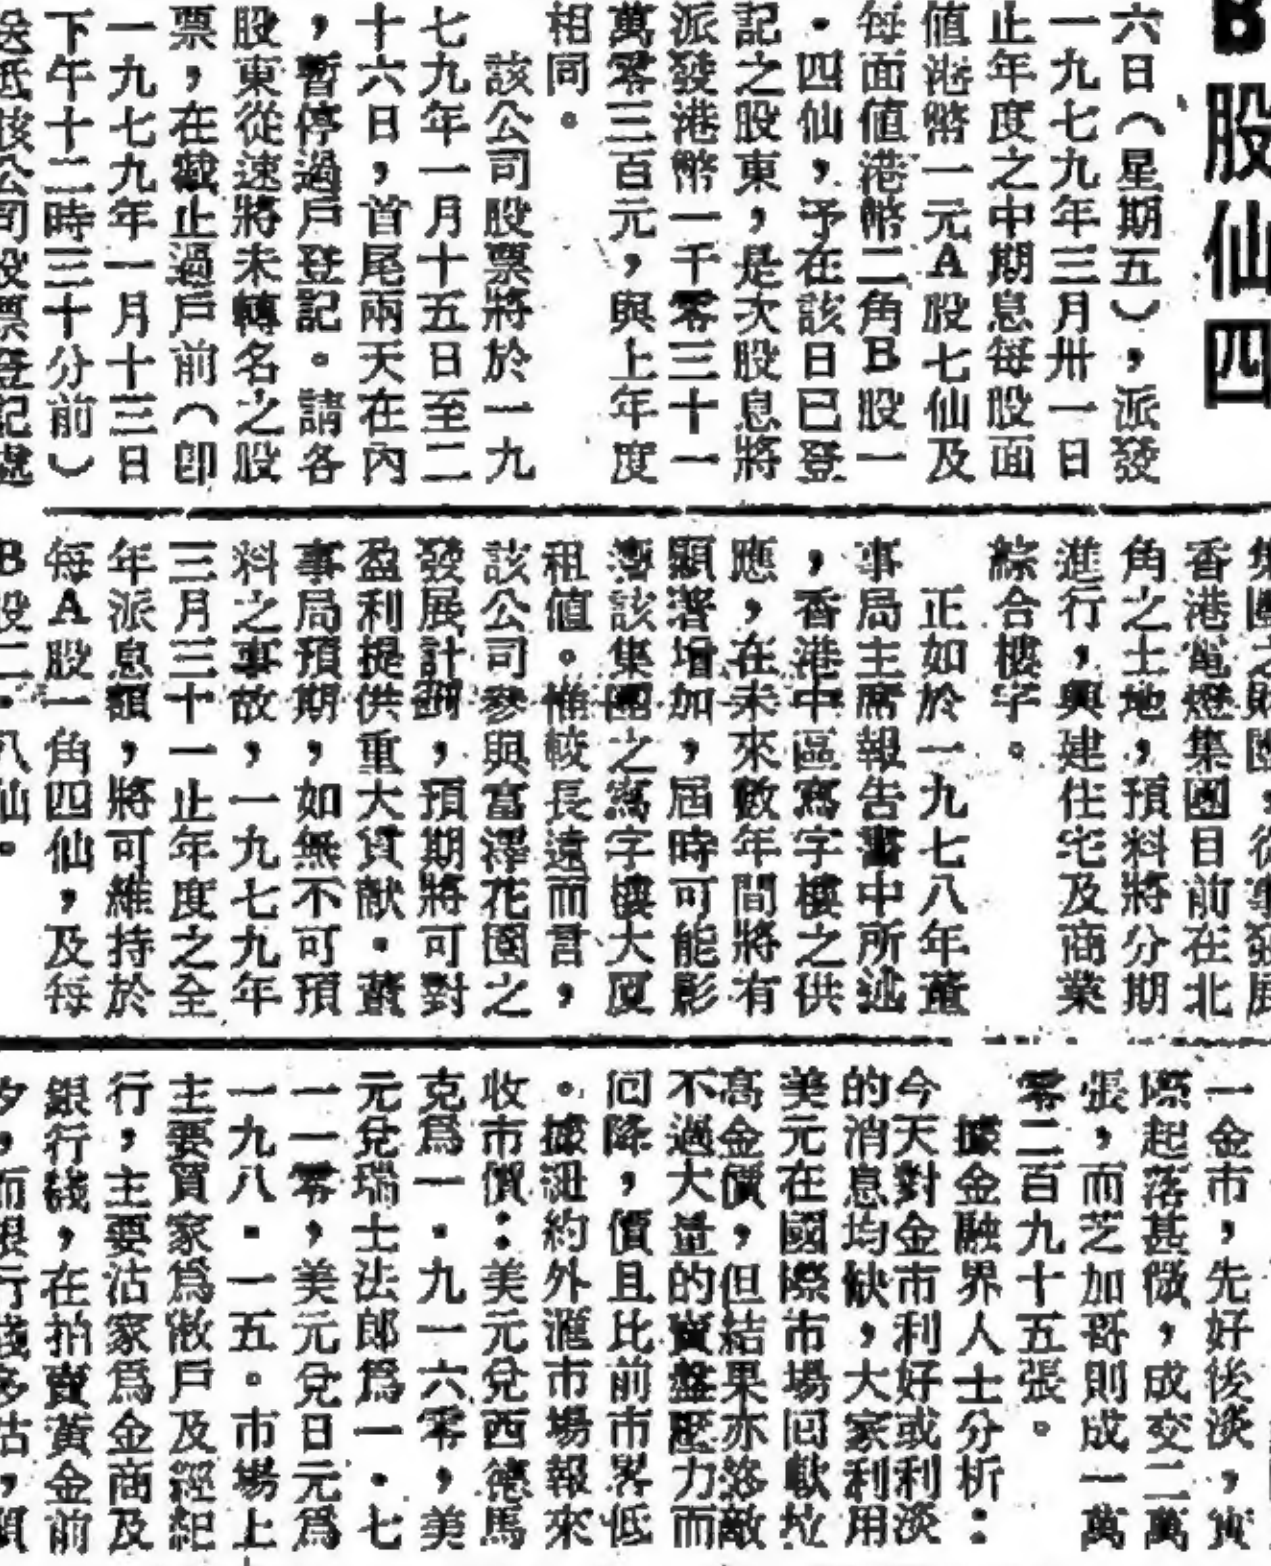 B股仙四
六日（星期五），派發
一九七九年三月卅一日
止年度之中期息每股面
值港幣一元A股七仙及
每面值港幣二角B股一
・四仙，予在該日已登
記之股東，是次股息將
派發港幣一千零三十一
萬零三百元，與上年度
相同。
該公司股票將於一九
七九年一月十五日至二
十六日，首尾兩天在內
，暫停過戶登記。請各
股東從速將未轉名之股
票，在截止過戶前（即
一九七九年一月十三日
下午十二時三十分前）
送抵該公司股票登記處
香港電燈集團目前在北
角之土地，預料將分期
進行，興建住宅及商業
綜合樓宇。
正如於一九七八年董
事局主席報告書中所述
，香港中區寫字樓之供
應，在未來數年間將有
顯著增加，屆時可能影
響該集團之寫字樓大厦
租值。惟較長遠而言，
該公司參與富澤花園之
發展計劃，預期將可對
盈利提供重大貢献。董
事局預期，如無不可預
料之事故，一九七九年
三月三十一止年度之全
年派息額，將可維持於
每A股一角四仙，及每
B股二・八仙。
一金市，先好後淡，實
際起落甚微，成交二萬
張，而芝加哥則成一萬
零二百九十五張。
據金融界人士分析：
今天對金市利好或利淡
的消息均缺，大家利用
美元在國際市場回軟拉
高金價，但結果亦落敵
不過大量的賣盤壓力而
回降，價且比前市畧低
。據紐約外滙市場報來
收市價：美元兌西德馬
克爲一・九一六零，美
元兌瑞士法郎爲一・七
一一零，美元兌日元爲
一九八・一五。市場上
主要買家爲散戶及經紀
行，主要沽家爲金商及
銀行錢，在拍賣黃金前